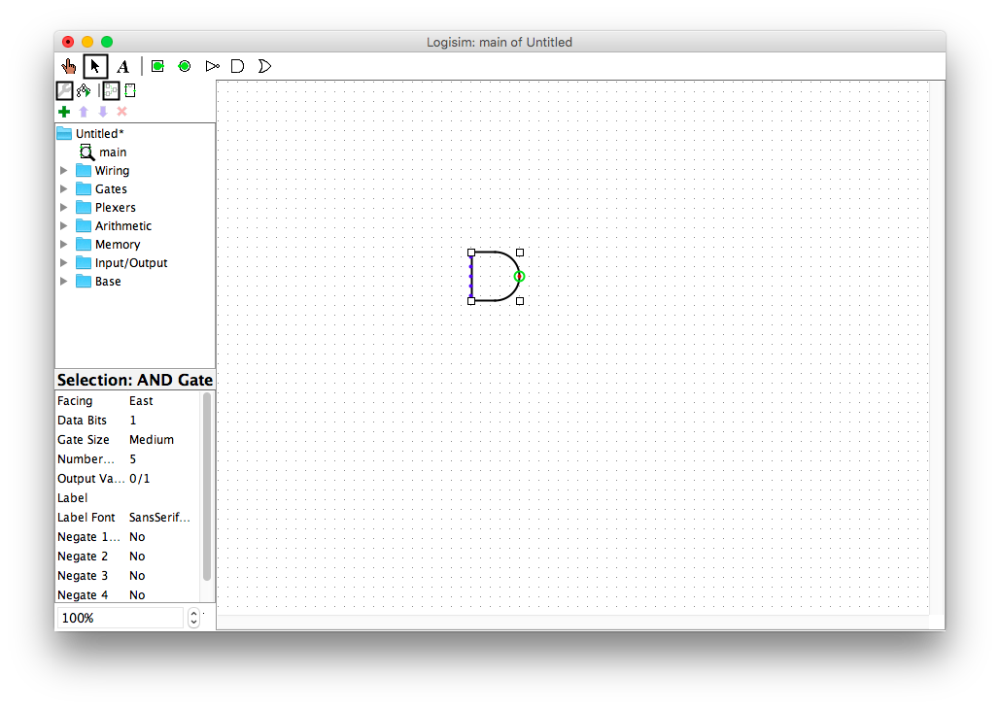 Logisim: main of Untitled
A
Untitled*
main
Wiring
Gates
Plexers
Arithmetic
Memory
Input/Output
Base
Selection: AND Gate
Facing East
Data Bits 1
Gate Size Medium
Number... 5
Output Va... 0/1
Label
Label Font SansSerif...
Negate 1... No
Negate 2 No
Negate 3 No
Negate 4 No
100%